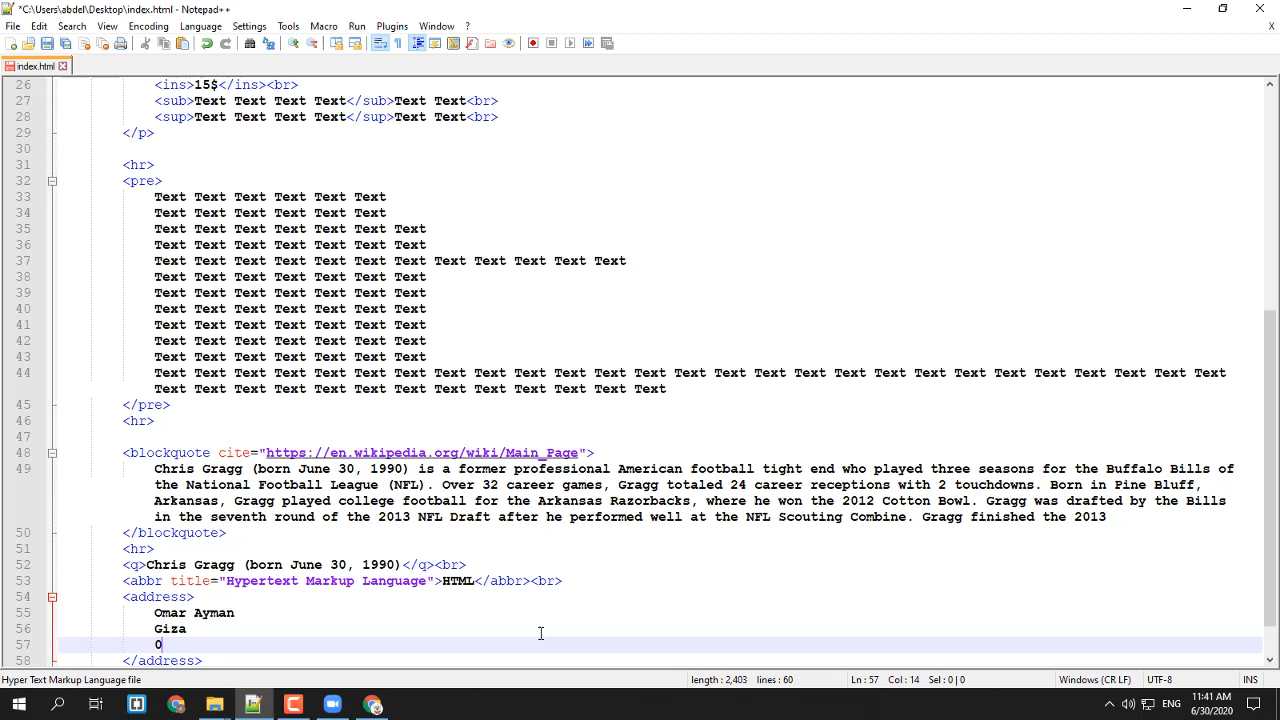 *C:\Users\abdel\Desktop\index.html - Notepad++
File Edit Search View Encoding Language Settings Tools Macro Run Plugins Window ?
X
index.html
26 <ins>15$</ins><br>
27 <sub>Text Text Text Text</sub>Text Text<br>
28 <sup>Text Text Text Text</sup>Text Text<br>
29 </p>
30
31 <hr>
32 <pre>
33 Text Text Text Text Text Text
34 Text Text Text Text Text Text
35 Text Text Text Text Text Text Text
36 Text Text Text Text Text Text Text
37 Text Text Text Text Text Text Text Text Text Text Text Text
38 Text Text Text Text Text Text Text
39 Text Text Text Text Text Text Text
40 Text Text Text Text Text Text Text
41 Text Text Text Text Text Text Text
42 Text Text Text Text Text Text Text
43 Text Text Text Text Text Text Text
44 Text Text Text Text Text Text Text Text Text Text Text Text Text Text Text Text Text Text Text Text Text Text Text Text Text Text Text
Text Text Text Text Text Text Text Text Text Text Text Text Text
45 </pre>
46 <hr>
47
48 <blockquote cite="https://en.wikipedia.org/wiki/Main_Page">
49 Chris Gragg (born June 30, 1990) is a former professional American football tight end who played three seasons for the Buffalo Bills of
the National Football League (NFL). Over 32 career games, Gragg totaled 24 career receptions with 2 touchdowns. Born in Pine Bluff,
Arkansas, Gragg played college football for the Arkansas Razorbacks, where he won the 2012 Cotton Bowl. Gragg was drafted by the Bills
in the seventh round of the 2013 NFL Draft after he performed well at the NFL Scouting Combine. Gragg finished the 2013
50 </blockquote>
51 <hr>
52 <q>Chris Gragg (born June 30, 1990)</q><br>
53 <abbr title="Hypertext Markup Language">HTML</abbr><br>
54 <address>
55 Omar Ayman
56 Giza
57 0
58 </address>
Hyper Text Markup Language file length : 2,403 lines : 60 Ln : 57 Col : 14 Sel : 0 | 0 Windows (CR LF) UTF-8 INS
ENG 11:41 AM
6/30/2020